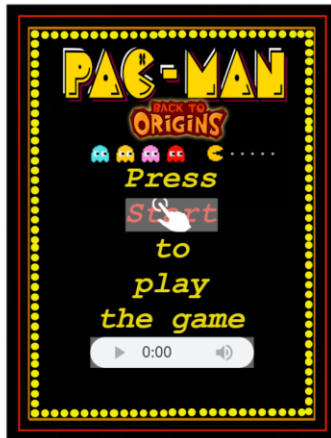 PAC-MAN
BACK TO
ORIGINS
Press
Start
to
play
the game
0:00